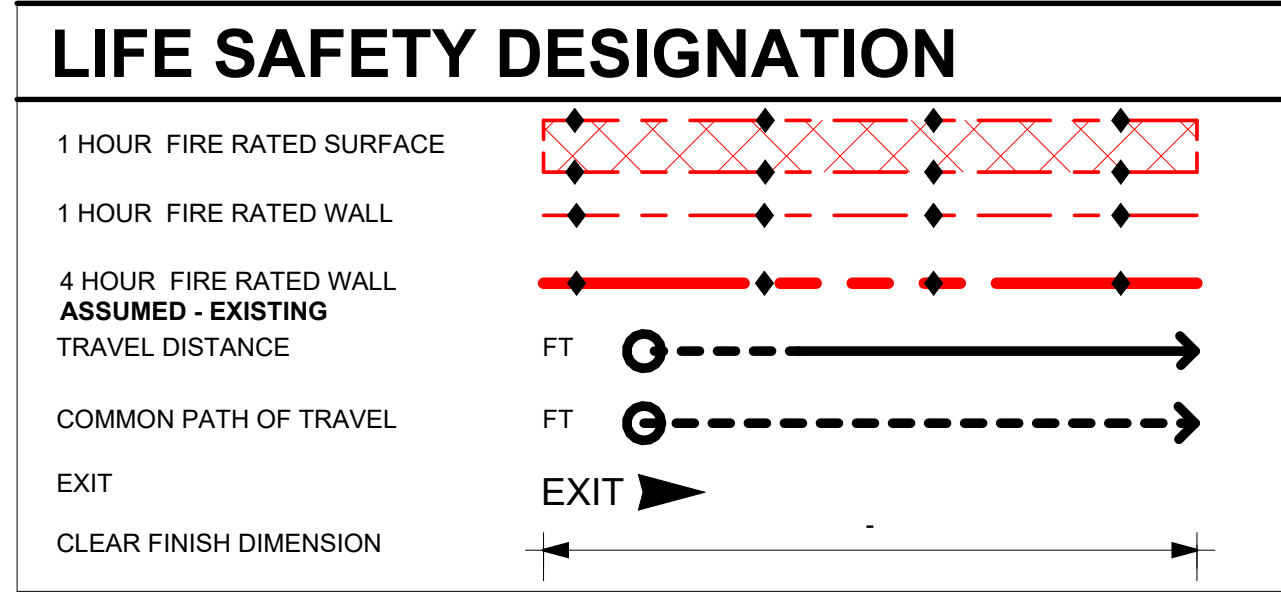 LIFE SAFETY DESIGNATION
1 HOUR FIRE RATED SURFACE
1 HOUR FIRE RATED WALL
4 HOUR FIRE RATED WALL
ASSUMED - EXISTING
TRAVEL DISTANCE FT
COMMON PATH OF TRAVEL FT
EXIT EXIT
CLEAR FINISH DIMENSION -